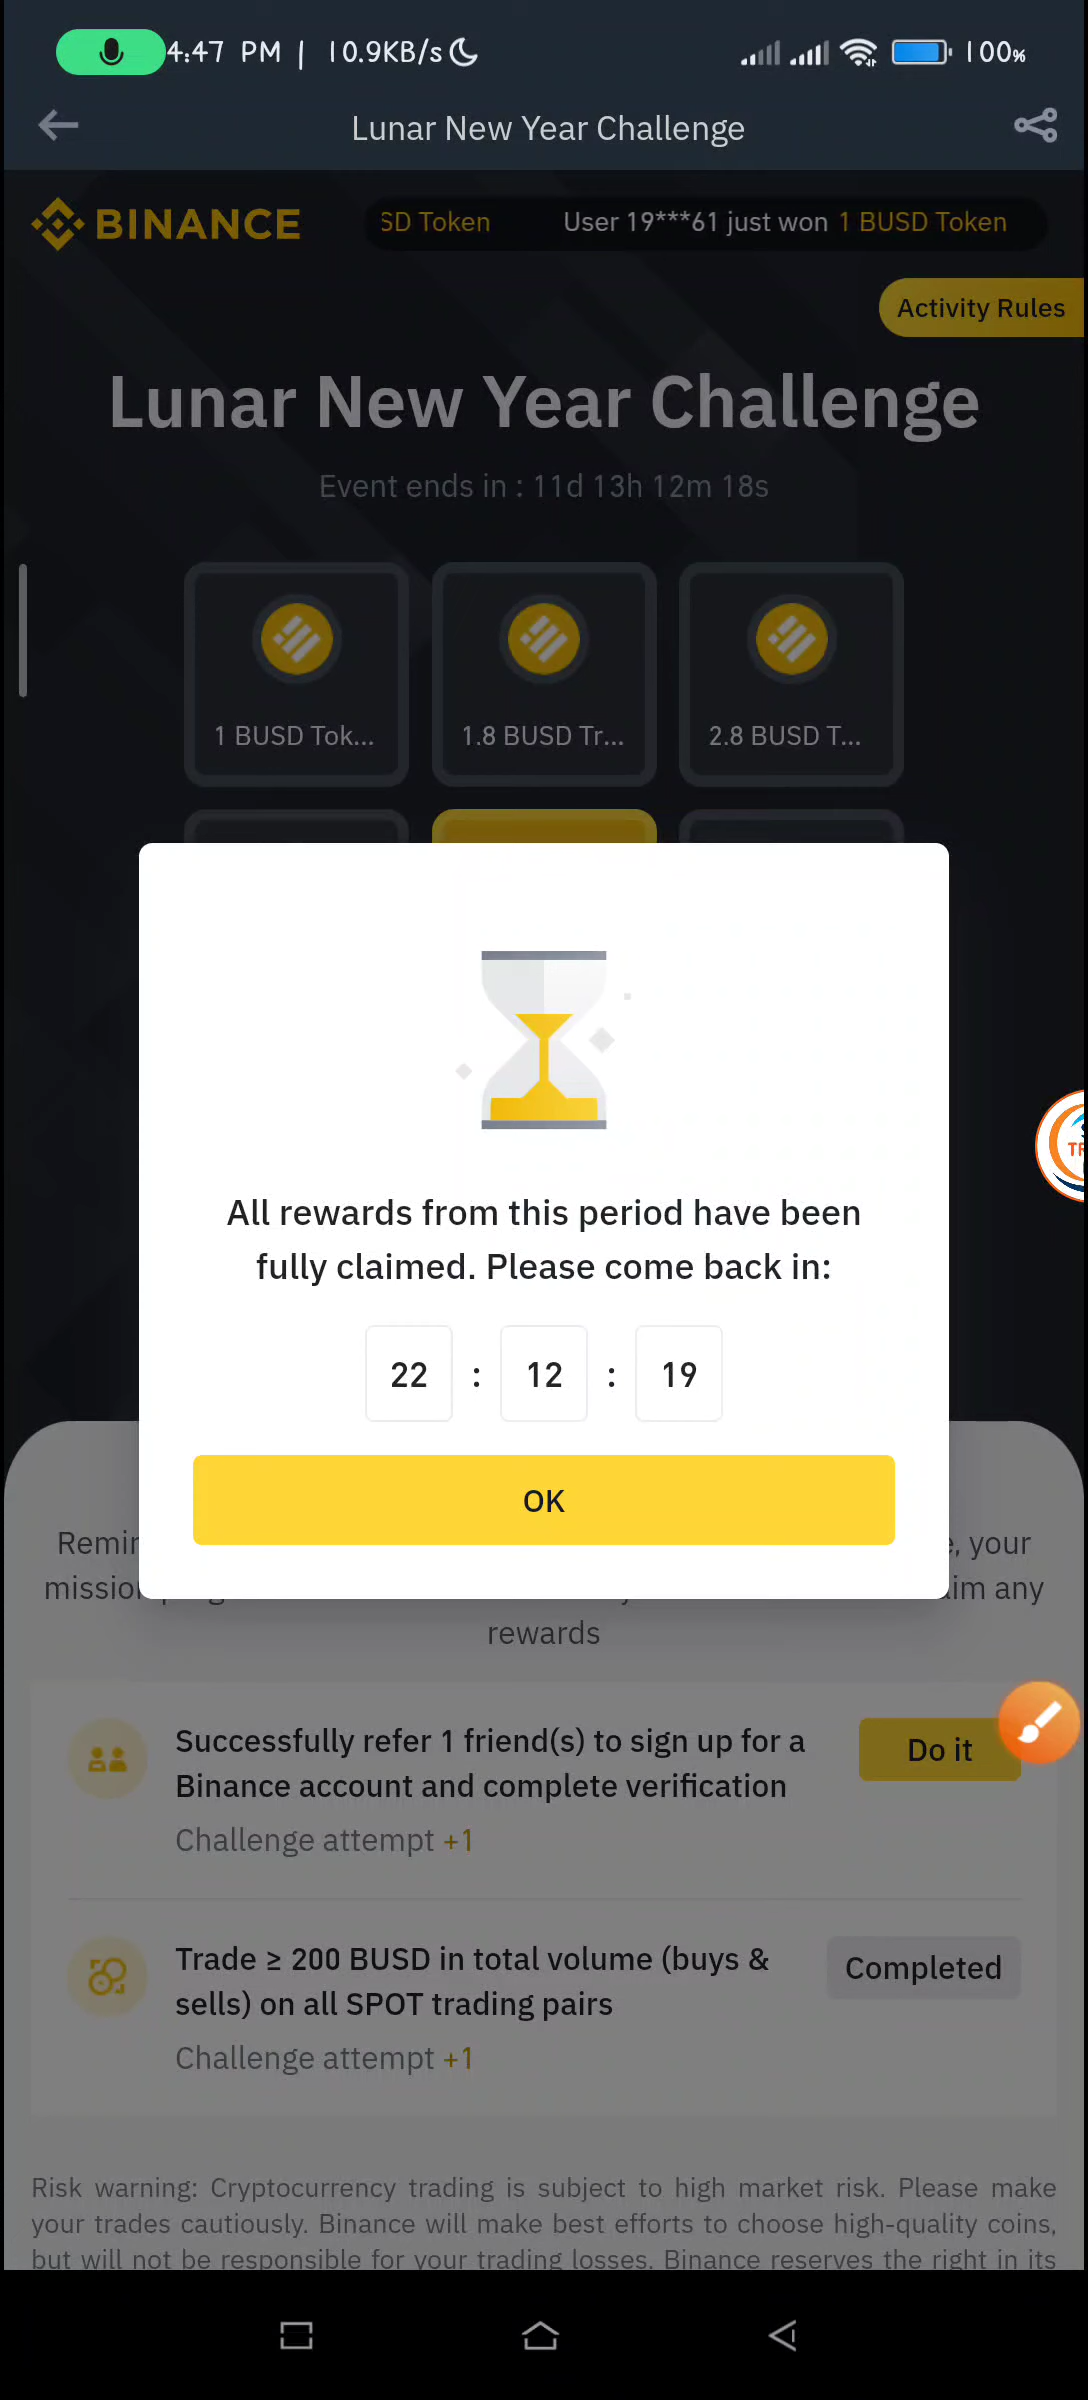 4:47 PM | 10.9KB/s 100%
Lunar New Year Challenge
BINANCE SD Token User 19***61 just won 1 BUSD Token
Activity Rules
Lunar New Year Challenge
Event ends in : 11d 13h 12m 18s
1 BUSD Tok... 1.8 BUSD Tr... 2.8 BUSD T...
All rewards from this period have been
fully claimed. Please come back in:
22 : 12 : 19
OK
, your
rewards
Successfully refer 1 friend(s) to sign up for a
Binance account and complete verification
Do it
Challenge attempt +1
Trade ≥ 200 BUSD in total volume (buys &
sells) on all SPOT trading pairs
Completed
Challenge attempt +1
Risk warning: Cryptocurrency trading is subject to high market risk. Please make
your trades cautiously. Binance will make best efforts to choose high-quality coins,
but will not be responsible for your trading losses. Binance reserves the right in its